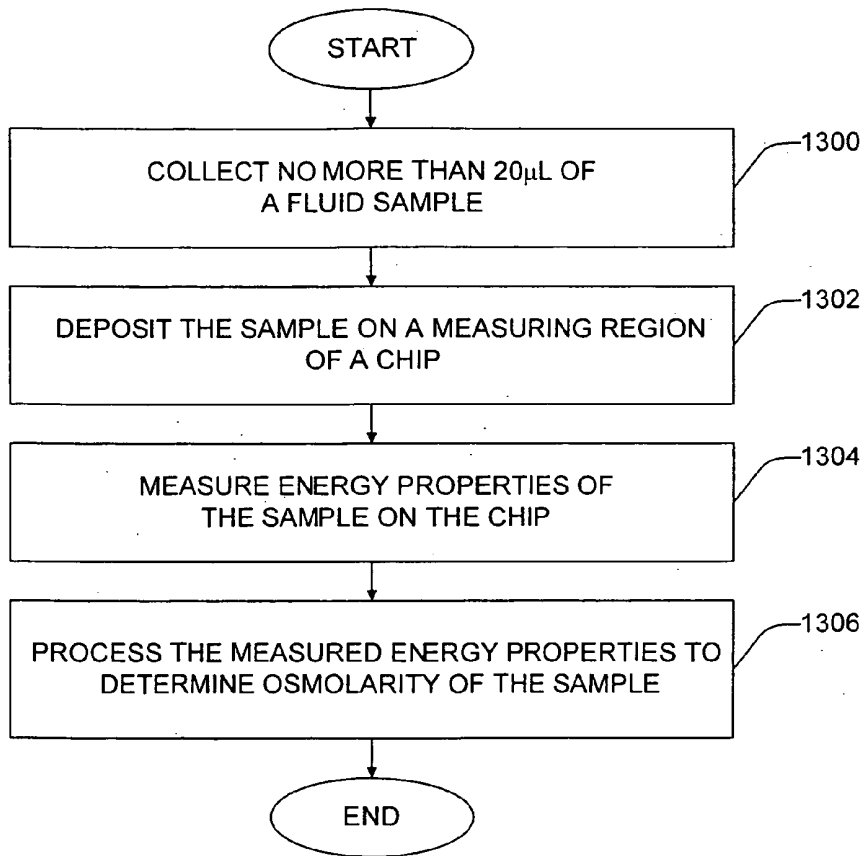 START
1300
COLLECT NO MORE THAN 20µL OF
A FLUID SAMPLE
1302
DEPOSIT THE SAMPLE ON A MEASURING REGION
OF A CHIP
1304
MEASURE ENERGY PROPERTIES OF
THE SAMPLE ON THE CHIP
1306
PROCESS THE MEASURED ENERGY PROPERTIES TO
DETERMINE OSMOLARITY OF THE SAMPLE
END